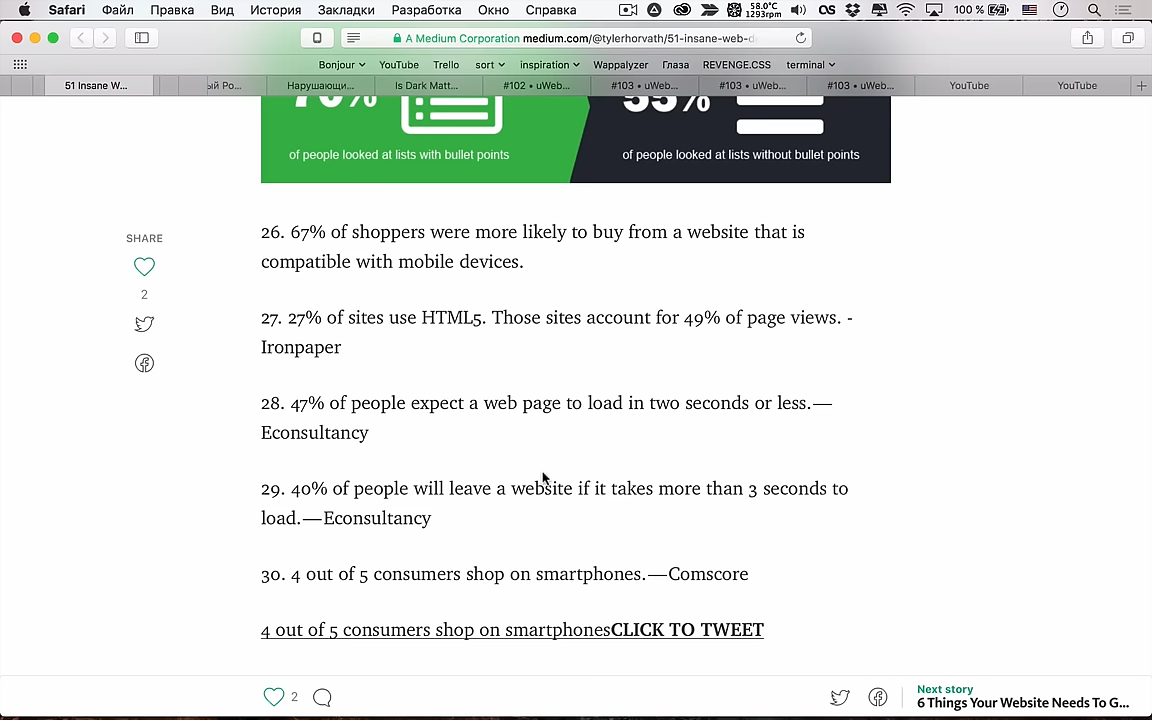 Safari Файл Правка Вид История Закладки Разработка Окно Справка 58.0°C 1293rpm 100 %
A Medium Corporation medium.com/@tylerhorvath/51-insane-web-d
Bonjour YouTube Trello sort inspiration Wappalyzer Глаза REVENGE.CSS terminal
51 Insane W... ый Ро... Нарушающи... Is Dark Matt... #102 • uWeb... #103 • uWeb... #103 • uWeb... #103 • uWeb... YouTube YouTube
70% 55%
of people looked at lists with bullet points of people looked at lists without bullet points
26. 67% of shoppers were more likely to buy from a website that is
compatible with mobile devices.
SHARE
2
27. 27% of sites use HTML5. Those sites account for 49% of page views. -
Ironpaper
28. 47% of people expect a web page to load in two seconds or less.—
Econsultancy
29. 40% of people will leave a website if it takes more than 3 seconds to
load.—Econsultancy
30. 4 out of 5 consumers shop on smartphones.—Comscore
4 out of 5 consumers shop on smartphonesCLICK TO TWEET
2
Next story
6 Things Your Website Needs To G...